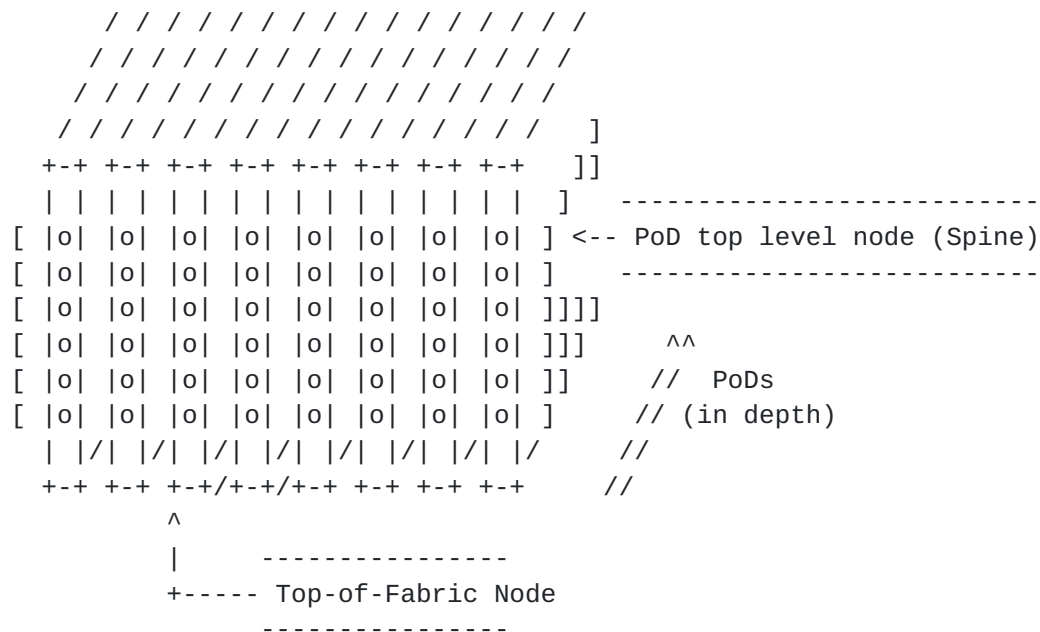 / / / / / / / / / / / / / / / /
     / / / / / / / / / / / / / / / /
    / / / / / / / / / / / / / / / /
   / / / / / / / / / / / / / / / /   ]
  +-+ +-+ +-+ +-+ +-+ +-+ +-+ +-+   ]]
  | | | | | | | | | | | | | | | |  ]   ---------------------------
[ |o| |o| |o| |o| |o| |o| |o| |o| ] <-- PoD top level node (Spine)
[ |o| |o| |o| |o| |o| |o| |o| |o| ]    ---------------------------
[ |o| |o| |o| |o| |o| |o| |o| |o| ]]]]
[ |o| |o| |o| |o| |o| |o| |o| |o| ]]]     ^^
[ |o| |o| |o| |o| |o| |o| |o| |o| ]]     //  PoDs
[ |o| |o| |o| |o| |o| |o| |o| |o| ]     // (in depth)
  | |/| |/| |/| |/| |/| |/| |/| |/     //
  +-+ +-+ +-+/+-+/+-+ +-+ +-+ +-+     //
          ^
          |     ----------------
          +----- Top-of-Fabric Node
                ----------------